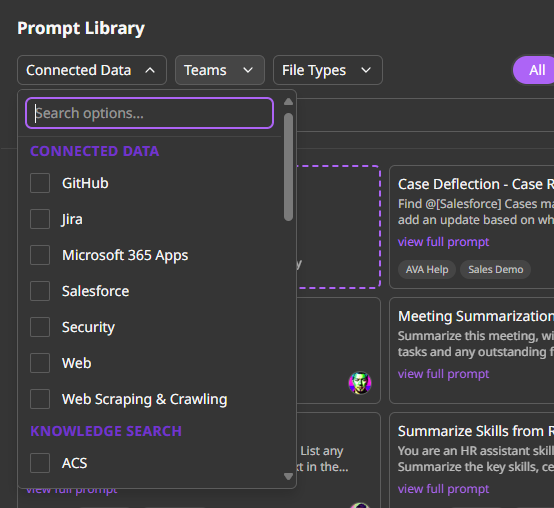 Prompt Library
Connected Data
Teams
File Types
All
Search options...
CONNECTED DATA
GitHub
Jira
Microsoft 365 Apps
Salesforce
Security
Web
Web Scraping & Crawling
KNOWLEDGE SEARCH
ACS
Case Deflection - Case R
Find @[Salesforce] Cases ma
add an update based on wh
view full prompt
AVA Help
Sales Demo
Meeting Summarization
Summarize this meeting, wi
tasks and any outstanding f
view full prompt
List any
xt in the...
view full prompt
Summarize Skills from R
You are an HR assistant skil
Summarize the key skills, ce
view full prompt